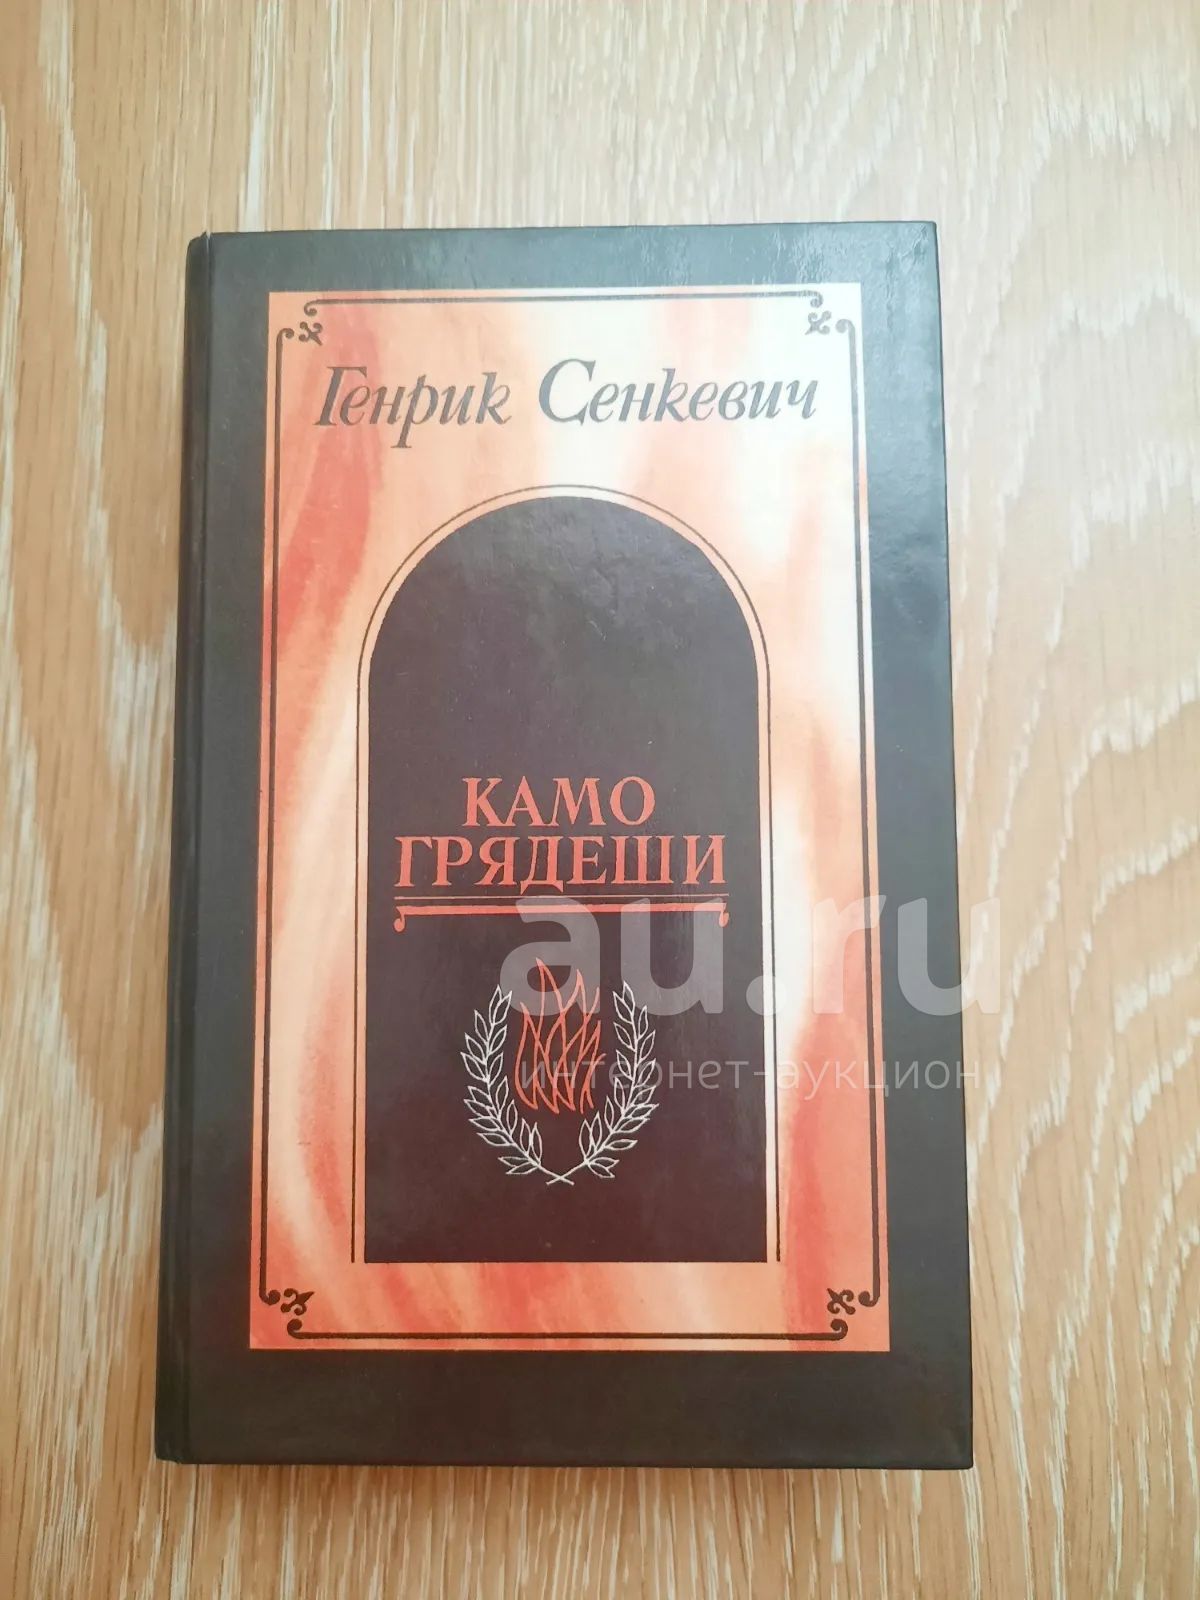 Генрик Сенкевич
КАМО
ГРЯДЕШИ
au.ru
интернет-аукцион